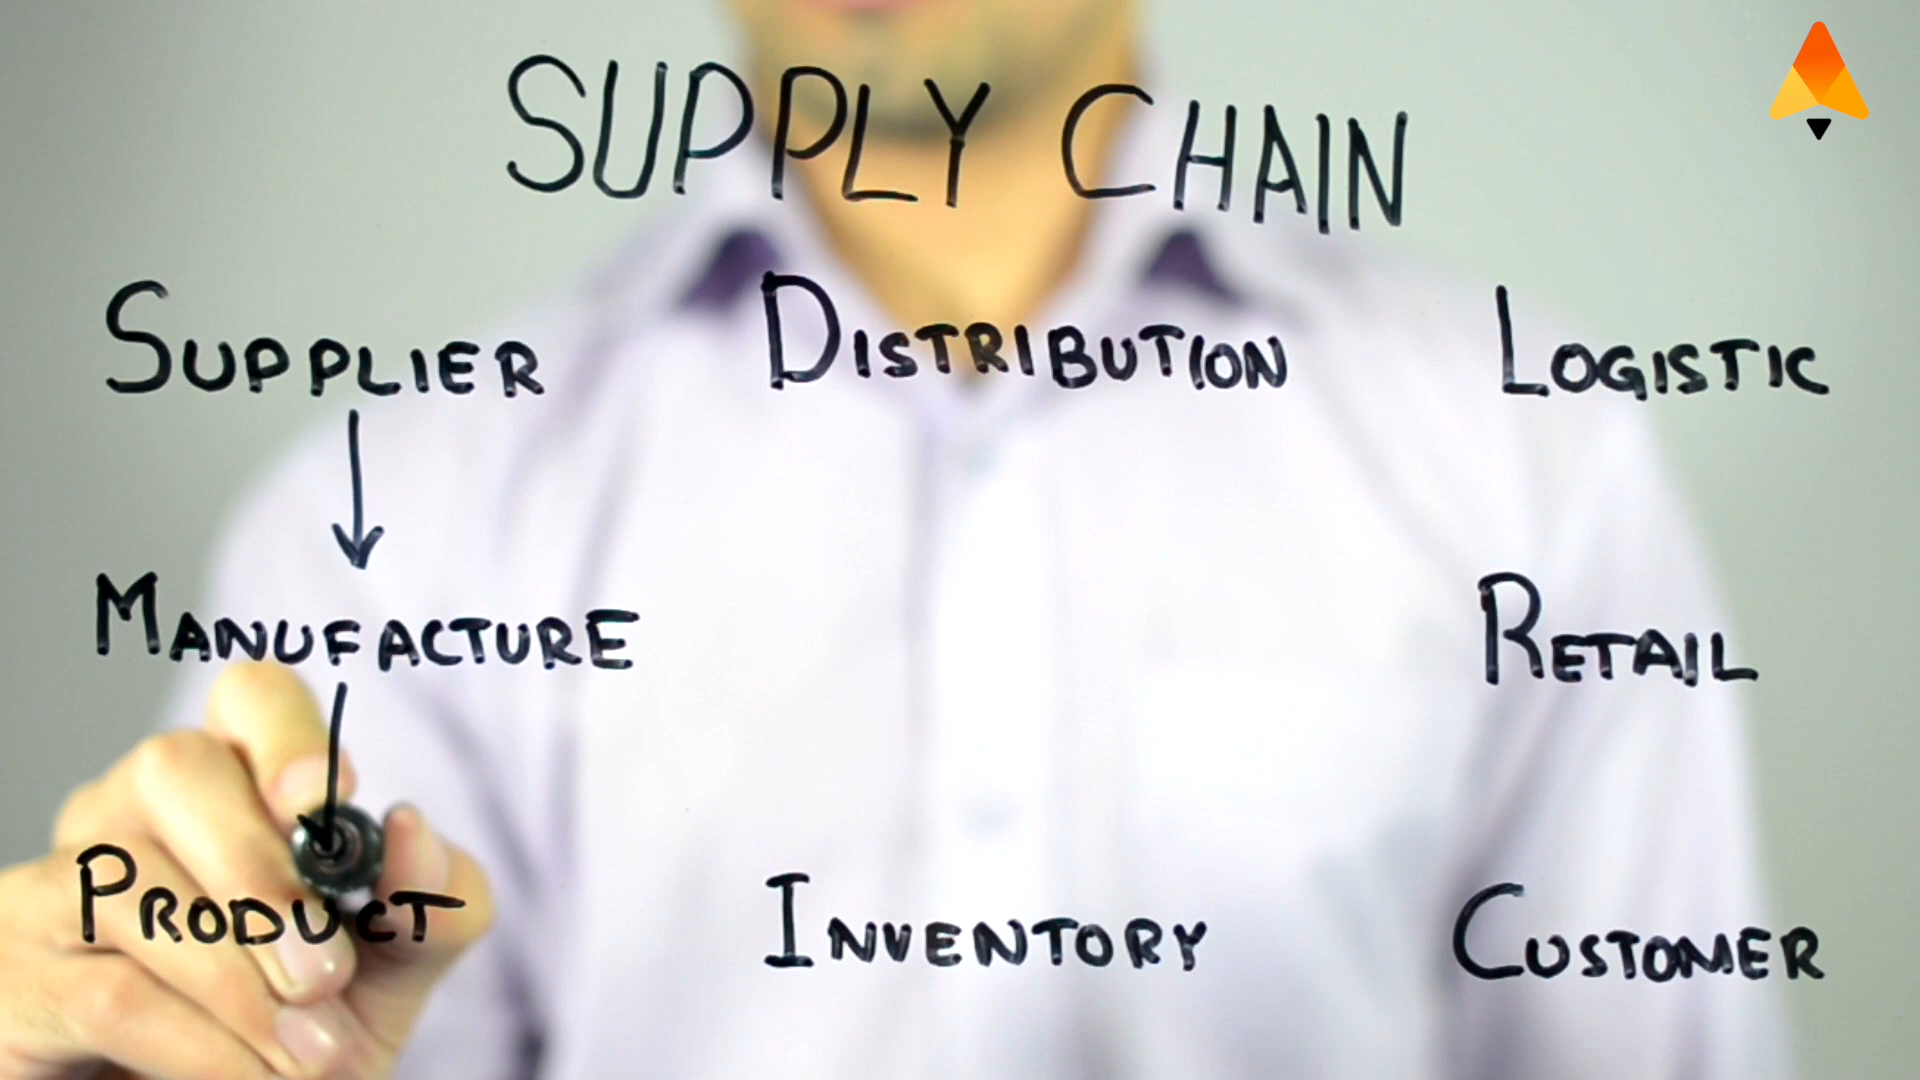 SUPPLY CHAIN
SUPPLIER
DISTRIBUTION
LOGISTIC
MANUFACTURE
RETAIL
PRODUCT
INVENTORY
CUSTOMER